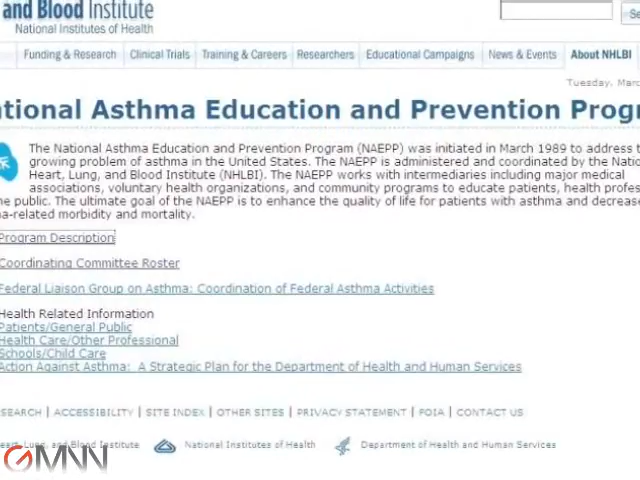 and Blood Institute
National Institutes of Health
Funding & Research
Clinical Trials
Training & Careers
Researchers
Educational Campaigns
News & Events
About NHLBI
Tuesday,
ational Asthma Education and Prevention Progr
The National Asthma Education and Prevention Program (NAEPP) was initiated in March 1989 to address t
growing problem of asthma in the United States. The NAEPP is administered and coordinated by the Natio
Heart, Lung, and Blood Institute (NHLBI). The NAEPP works with intermediaries including major medical
associations, voluntary health organizations, and community programs to educate patients, health profess
he public. The ultimate goal of the NAEPP is to enhance the quality of life for patients with asthma and decrease
a-related morbidity and mortality.
Program Description
Coordinating Committee Roster
Federal Liaison Group on Asthma: Coordination of Federal Asthma Activities
Health Related Information
Patients/General Public
Health Care/Other Professional
Schools/Child Care
Action Against Asthma: A Strategic Plan for the Department of Health and Human Services
SEARCH | ACCESSIBILITY | SITE INDEX | OTHER SITES | PRIVACY STATEMENT | FOIA | CONTACT US
Heart, Lung, and Blood Institute
National Institutes of Health
Department of Health and Human Services
GMNN